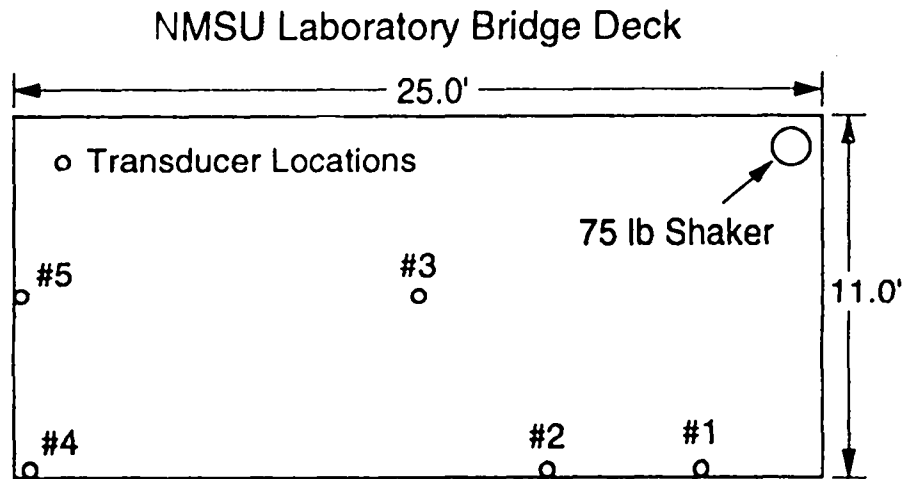 NMSU Laboratory Bridge Deck
25.0'
Transducer Locations
75 lb Shaker
#5
#3
11.0'
#4
#2
#1